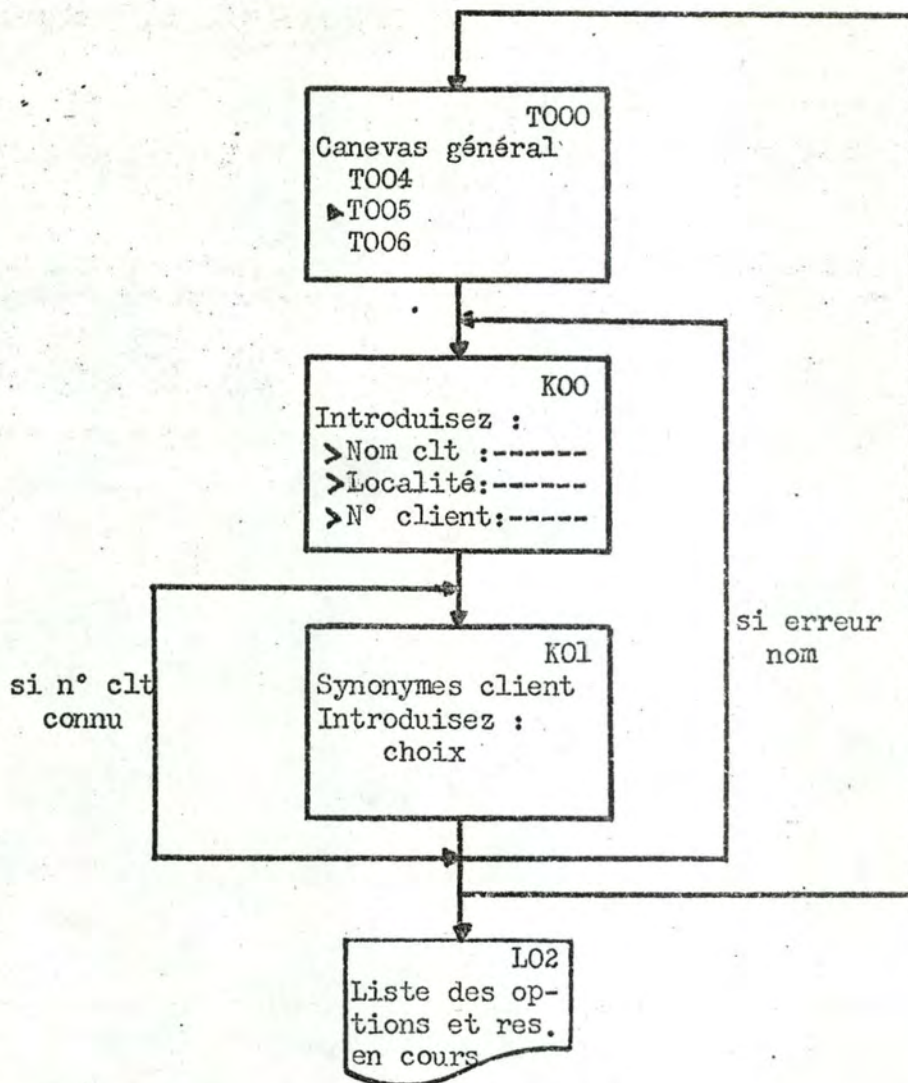 T000
Canevas général
T004
▶T005
T006
K00
Introduisez :
>Nom clt :------
>Localité:------
>N° client:-----
si erreur
nom
K01
Synonymes client
Introduisez :
choix
si n° clt
connu
L02
Liste des op-
tions et res.
en cours